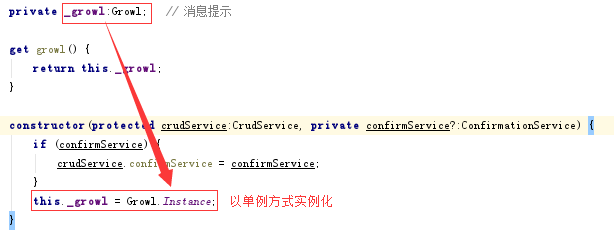 private _growl:Growl;  // 消息提示
get growl() {
return this._growl;
}
constructor(protected crudService:CrudService, private confirmService?:ConfirmationService) {
if (confirmService) {
crudService.confirmService = confirmService;
}
this._growl = Growl.Instance; 以单例方式实例化
}